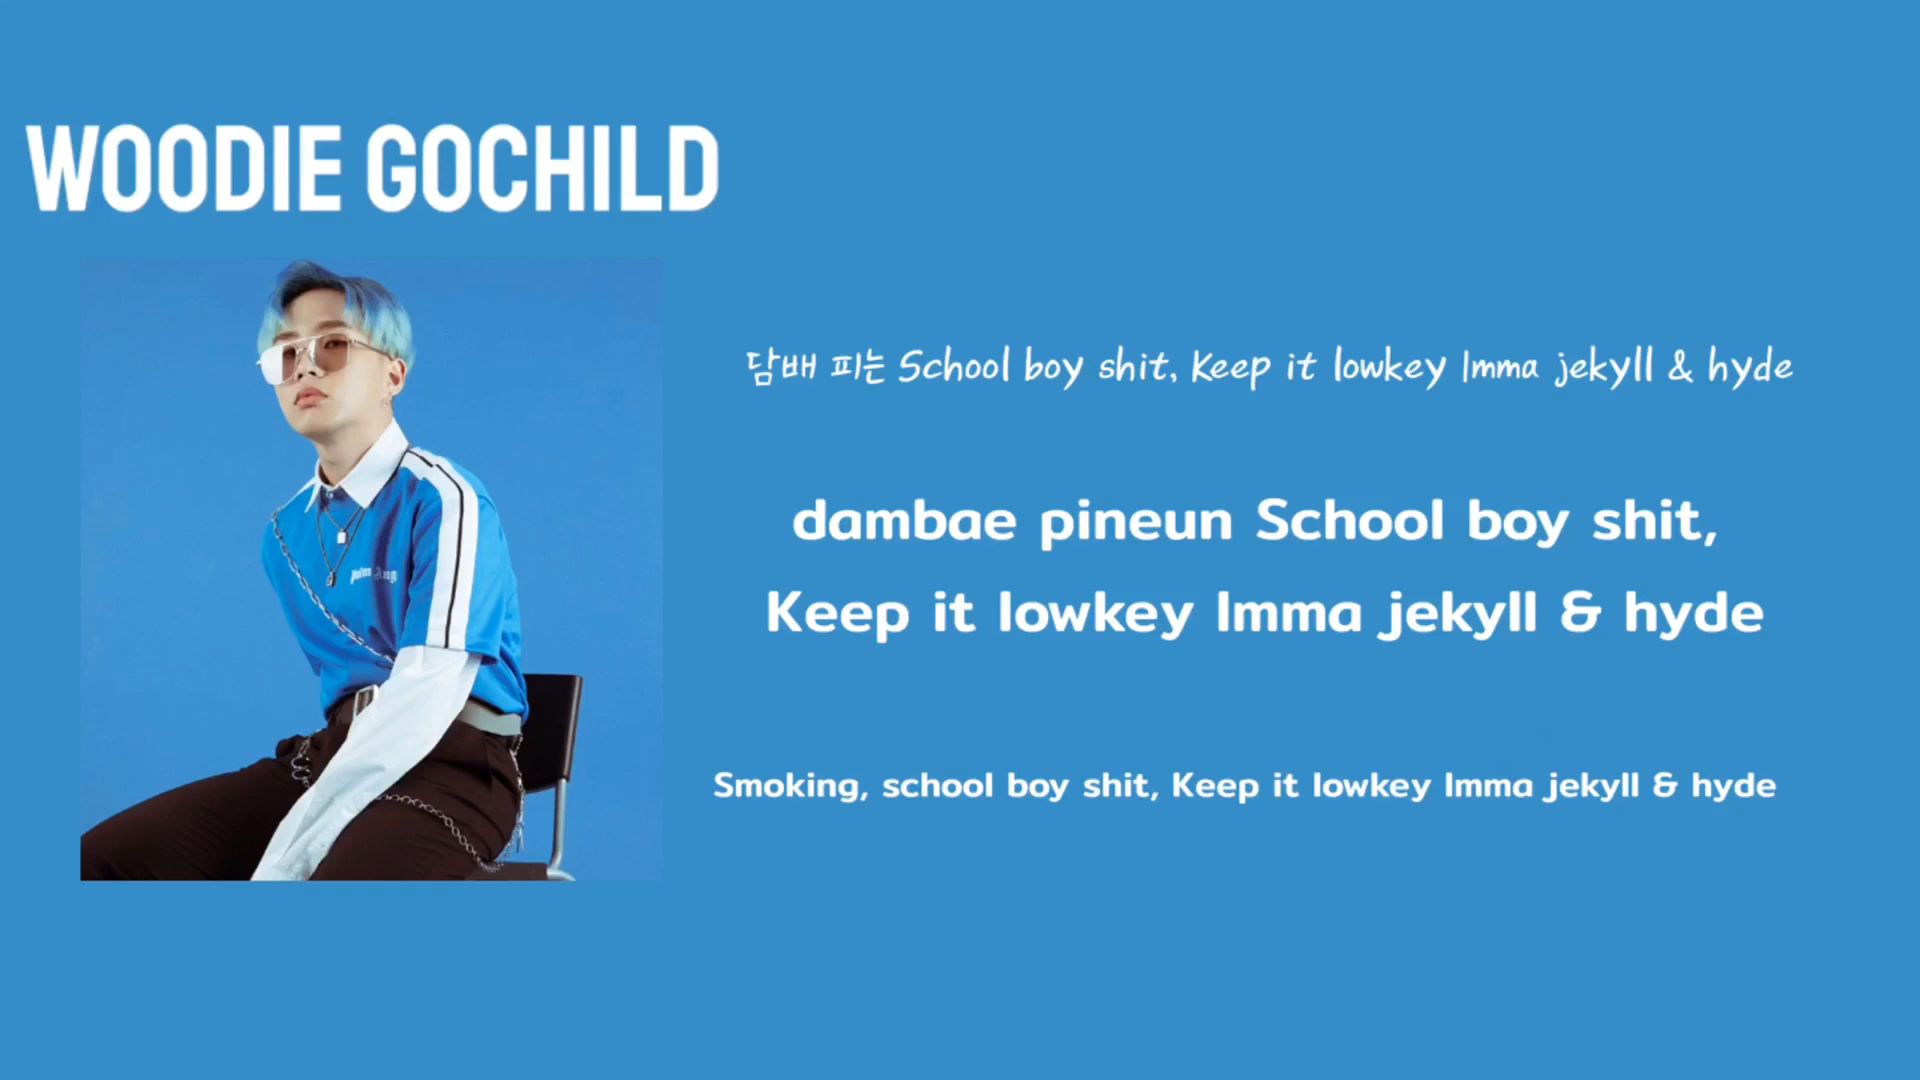 WOODIE GOCHILD
담배 피는 School boy shit, Keep it lowkey Imma jekyll & hyde
dambae pineun School boy shit,
Keep it lowkey Imma jekyll & hyde
Smoking, school boy shit, Keep it lowkey Imma jekyll & hyde